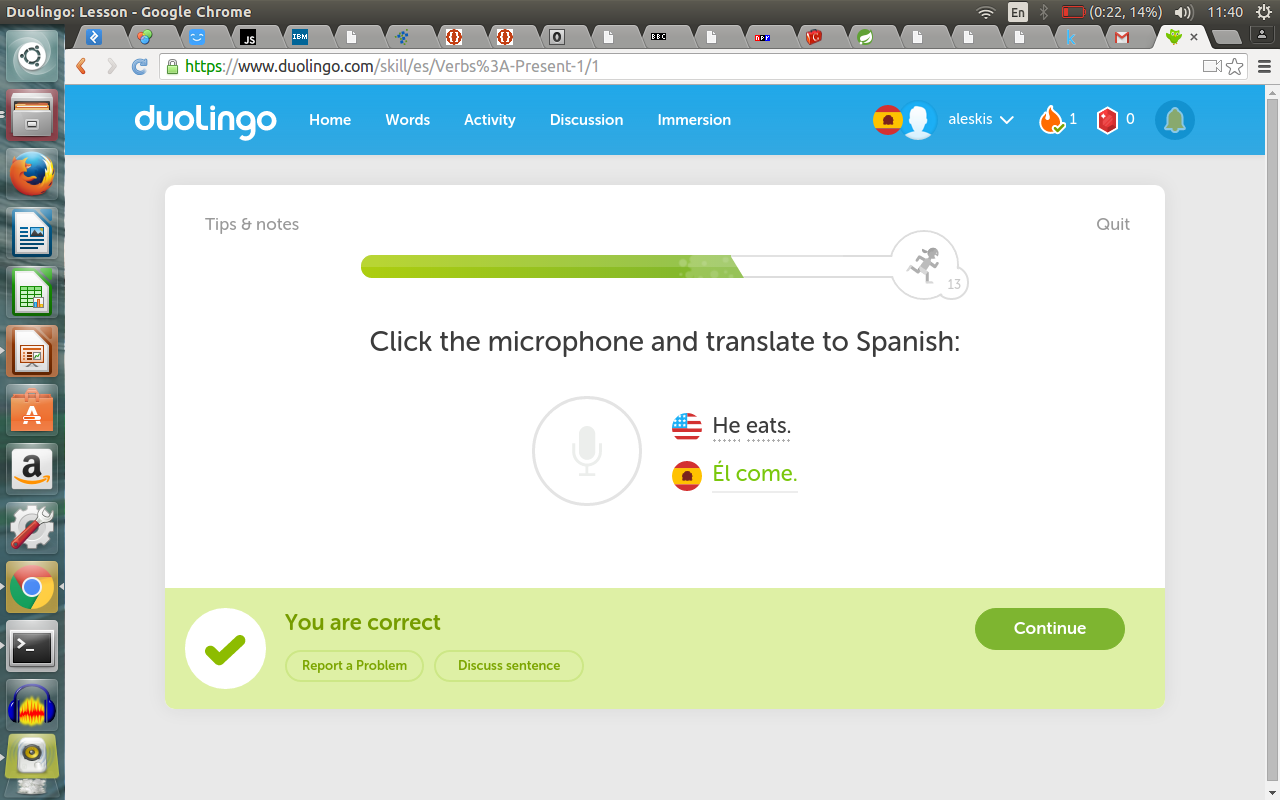 Duolingo: Lesson - Google Chrome
En
(0:22, 14%)
11:40
JS
IBM
BBC
https://www.duolingo.com/skill/es/Verbs%3A-Present-1/1
duolingo
Home
Words
Activity
Discussion
Immersion
aleskis
1
0
Tips & notes
Quit
13
Click the microphone and translate to Spanish:
He eats.
Él come.
You are correct
Report a Problem
Discuss sentence
Continue